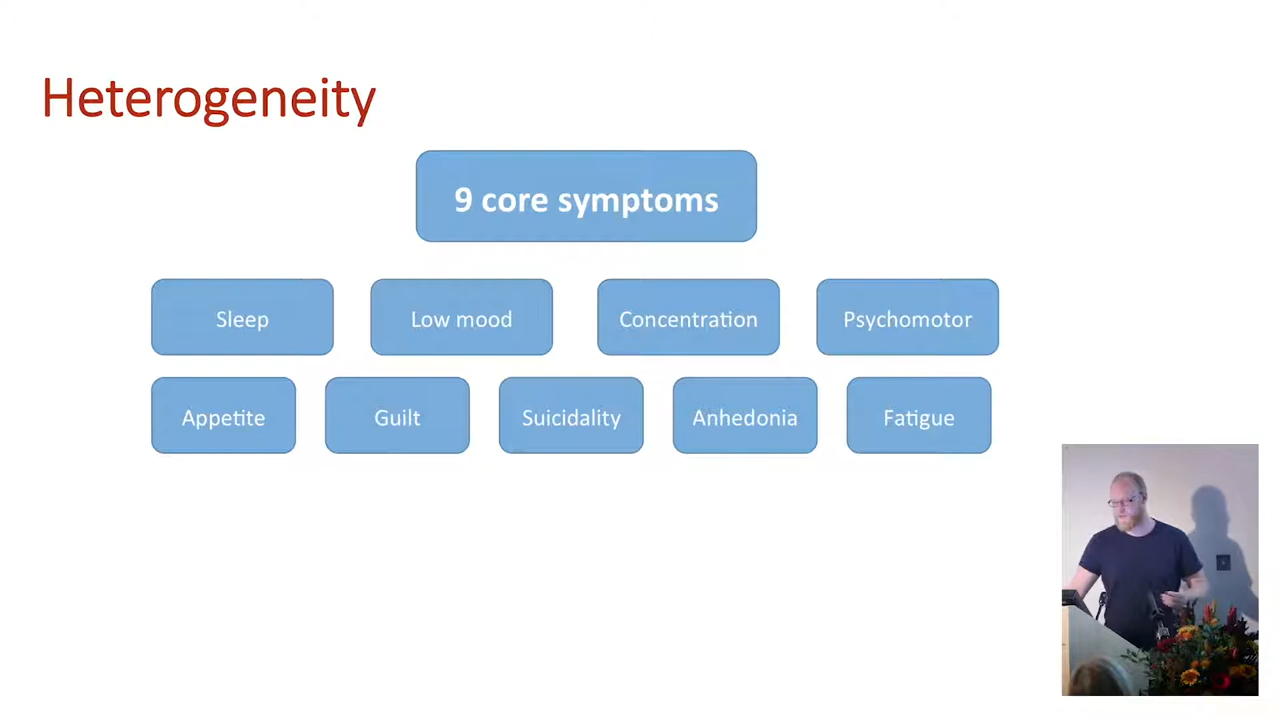 Heterogeneity
9 core symptoms
Sleep
Low mood
Concentration
Psychomotor
Appetite
Guilt
Suicidality
Anhedonia
Fatigue